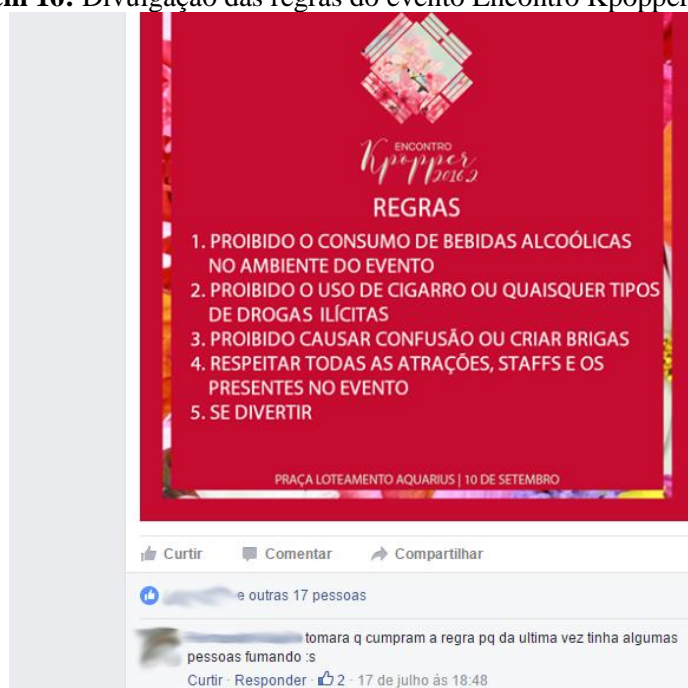 16: Divulgação das regras do evento Encontro Kpopper
ENCONTRO
Kpopper
2016.2
REGRAS
1. PROIBIDO O CONSUMO DE BEBIDAS ALCOÓLICAS
NO AMBIENTE DO EVENTO
2. PROIBIDO O USO DE CIGARRO OU QUAISQUER TIPOS
DE DROGAS ILÍCITAS
3. PROIBIDO CAUSAR CONFUSÃO OU CRIAR BRIGAS
4. RESPEITAR TODAS AS ATRAÇÕES, STAFFS E OS
PRESENTES NO EVENTO
5. SE DIVERTIR
PRAÇA LOTEAMENTO AQUARIUS | 10 DE SETEMBRO
Curtir Comentar Compartilhar
e outras 17 pessoas
tomara q cumpram a regra pq da ultima vez tinha algumas
pessoas fumando :s
Curtir · Responder · 2 · 17 de julho às 18:48